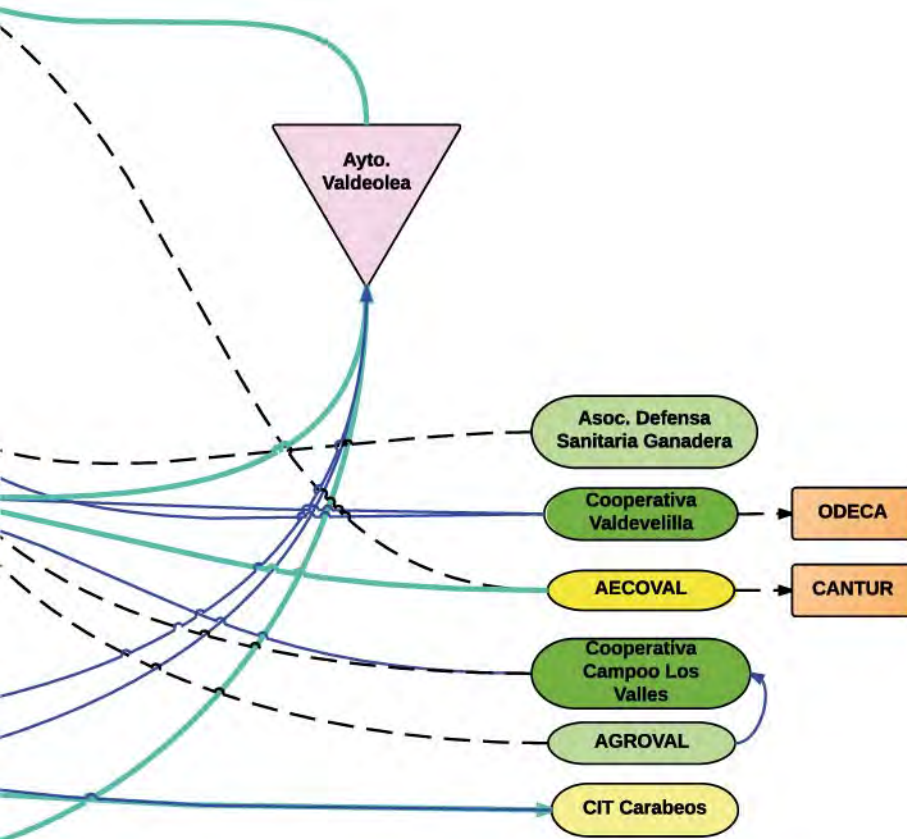 Ayto.
Valdeolea
Asoc. Defensa
Sanitaria Ganadera
Cooperativa
Valdevelilla
ODECA
AECOVAL
CANTUR
Cooperativa
Campoo Los
Valles
AGROVAL
CIT Carabeos